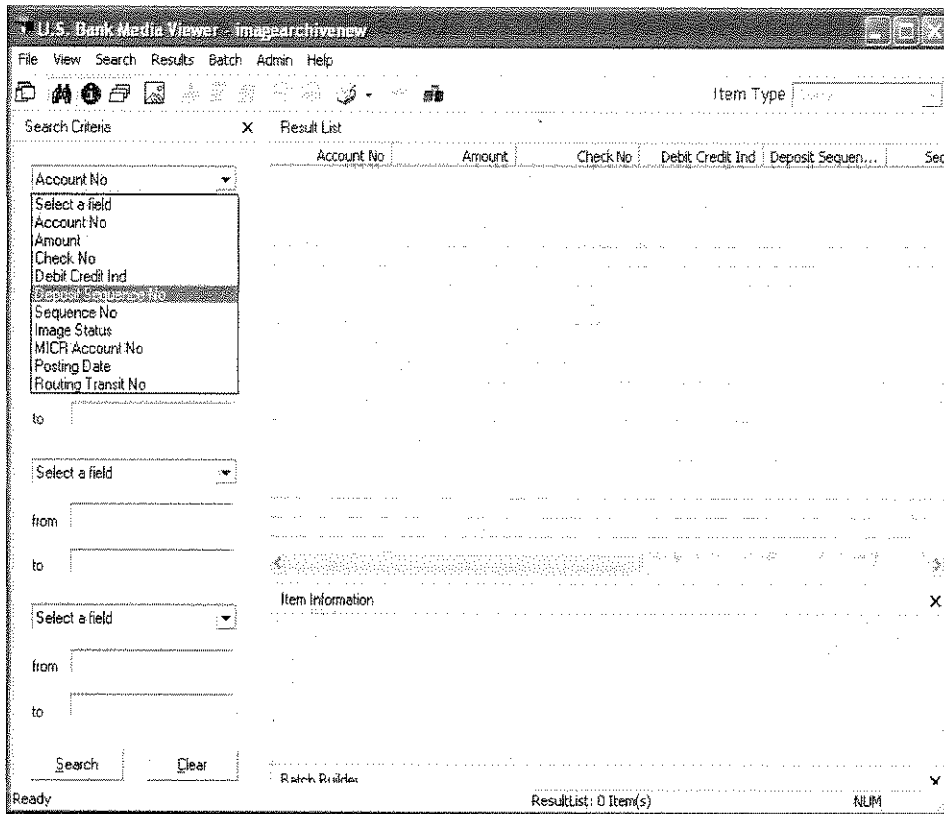 U.S. Bank Media Viewer - imagearchivenew
File View Search Results Batch Admin Help
Item Type
Search Criteria X Result List
Account No Amount Check No Debit Credit Ind Deposit Sequen... Sec
Account No
Select a field
Account No
Amount
Check No
Debit Credit Ind
Deposit Sequence No
Sequence No
Image Status
MICR Account No
Posting Date
Routing Transit No
to
Select a field
from
to
Item Information X
Select a field
from
to
Search Clear
Batch Builder X
Ready ResultList: 0 Item(s) NUM